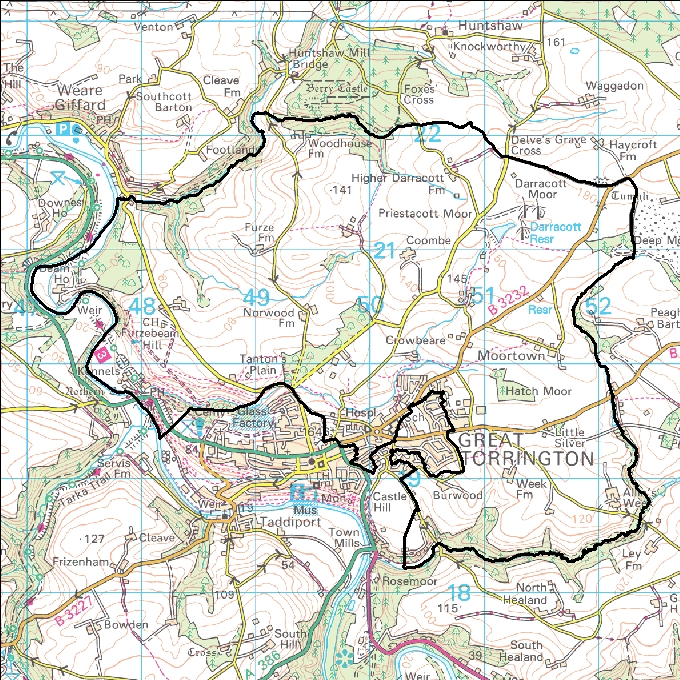 Venton
Huntshaw
Knockworthy
161
Huntshaw Mill
Bridge
The
Hill
Park
Cleave
Fm
Berry Castle
Foxes
Cross
Waggadon
Weare
Giffard
Southcott
Barton
PH
P
22
Delve's Grave
Cross
Haycroft
Fm
Footland
Woodhouse
Fm
Higher Darracott
Fm
Darracott
Moor
Tumuli
141
Downes
Ho
Priestacott Moor
Darracott
Resr
Furze
Fm
Coombe
21
Deep Mo
Beam
Ho
145
48
49
50
51
B 3232
Resr
52
Weir
Norwood
Fm
Peagh
Bart
CH
Furzebeam
Hill
Crowbeare
3
Moortown
Tanton's
Plain
Kennels
Hatch Moor
PH
Glass
Factory
Hospl
Little
Silver
GREAT
TORRINGTON
Servis
Fm
Tarka Trail
Week
Fm
Burwood
Weir
Mus
Mon
Castle
Hill
120
Taddiport
Town
Mills
127
Cleave
Ley
Fm
Frizenham
54
Rosemoor
18
North
Healand
B 3227
109
115
Bowden
South
Hill
South
Healand
Cross
A 386
39
Weir